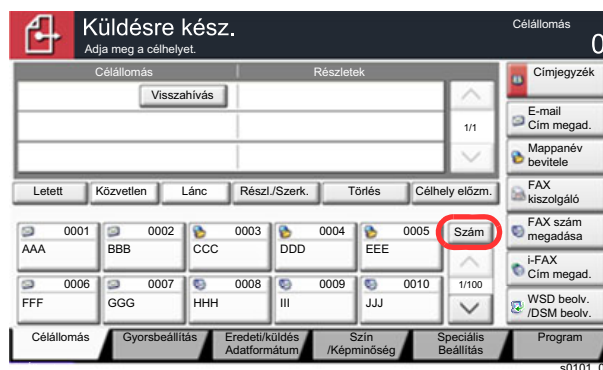 Küldésre kész.
Adja meg a célhelyet.
Célállomás
0
Célállomás
Részletek
Visszahívás
1/1
Letett
Közvetlen
Lánc
Részl./Szerk.
Törlés
Célhely előzm.
0001
0002
0003
0004
0005
Szám
AAA
BBB
CCC
DDD
EEE
0006
0007
0008
0009
0010
1/100
FFF
GGG
HHH
III
JJJ
Címjegyzék
E-mail
Cím megad.
Mappanév
bevitele
FAX
kiszolgáló
FAX szám
megadása
i-FAX
Cím megad.
WSD beolv.
/DSM beolv.
Célállomás
Gyorsbeállítás
Eredeti/küldés
Adatformátum
Szín
/Képminőség
Speciális
Beállítás
Program